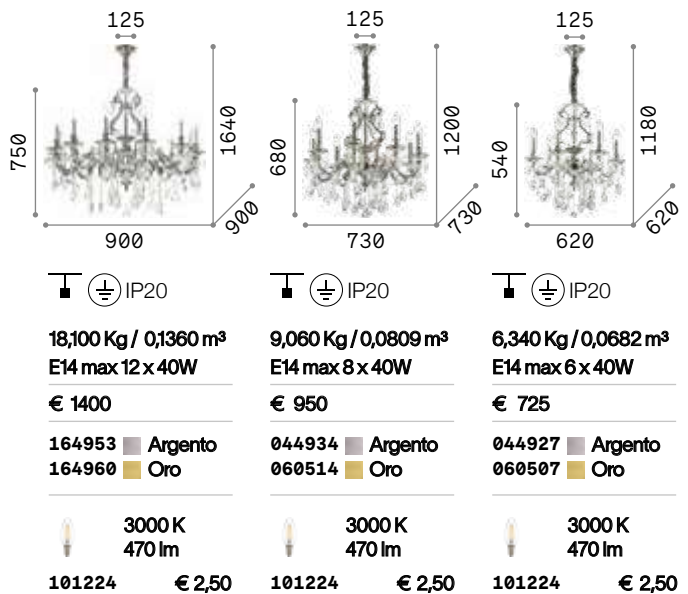 125
750
1640
900
900
IP20
18,100 Kg / 0,1360 m³
E14 max 12 x 40W
€ 1400
164953 Argento
164960 Oro
3000 K
470 lm
101224 € 2,50
125
680
1200
730
730
IP20
9,060 Kg / 0,0809 m³
E14 max 8 x 40W
€ 950
044934 Argento
060514 Oro
3000 K
470 lm
101224 € 2,50
125
540
1180
620
620
IP20
6,340 Kg / 0,0682 m³
E14 max 6 x 40W
€ 725
044927 Argento
060507 Oro
3000 K
470 lm
101224 € 2,50